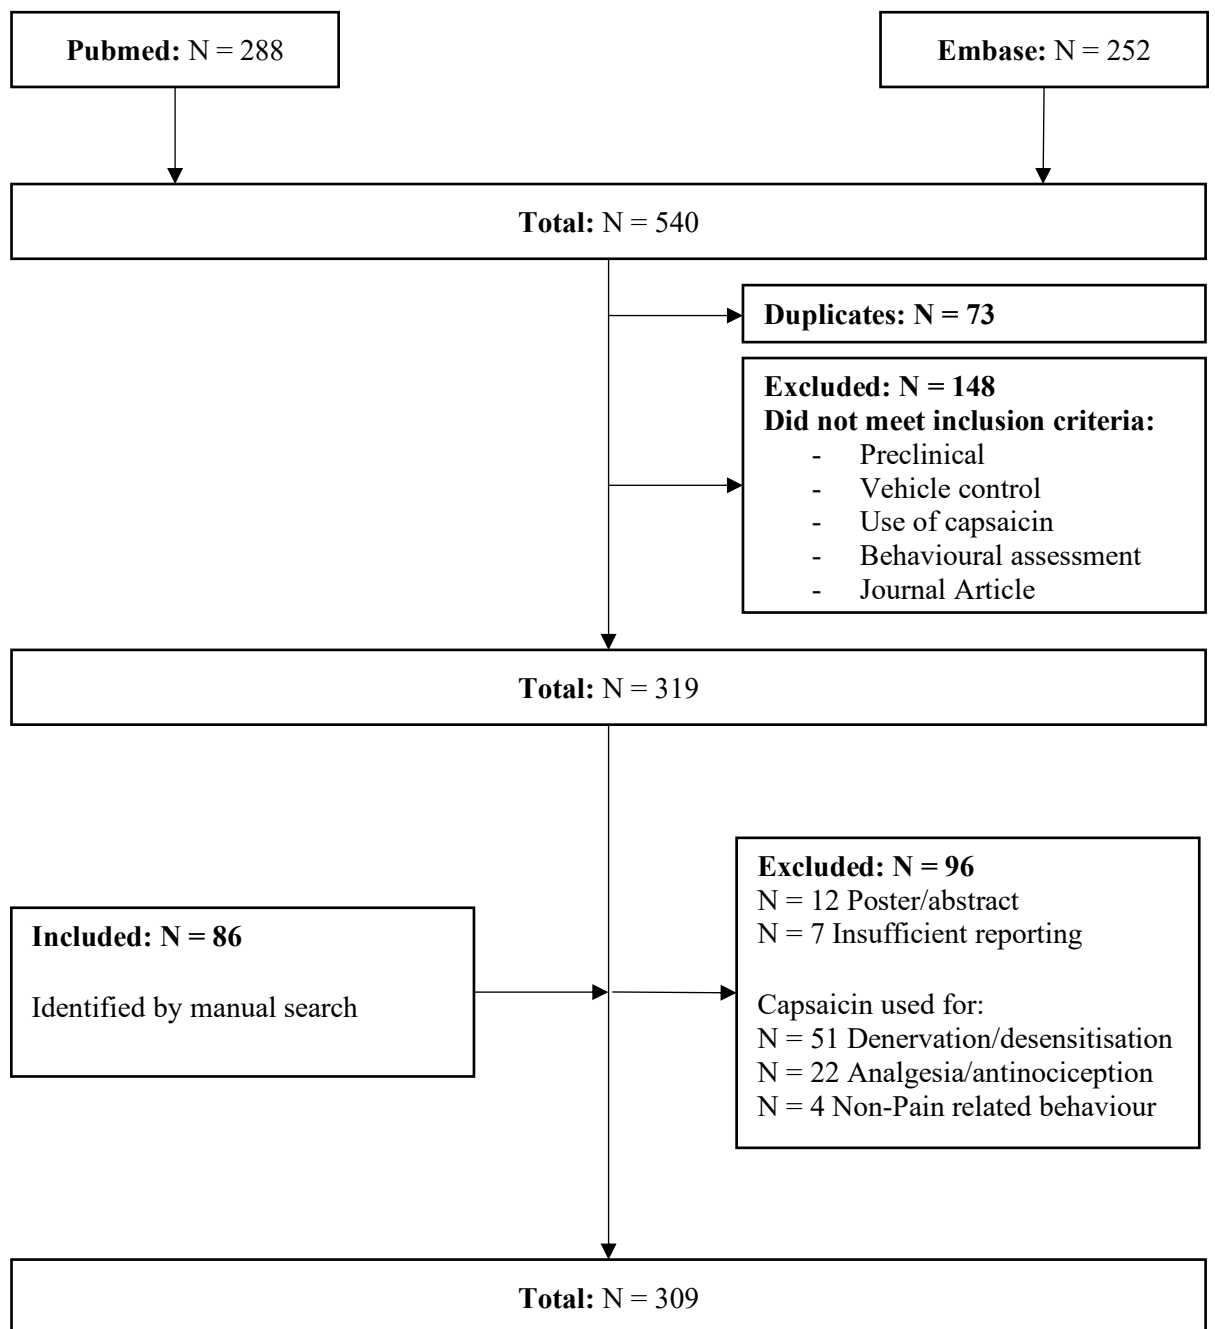 Pubmed: N = 288
Embase: N = 252
Total: N = 540
Duplicates: N = 73
Excluded: N = 148
Did not meet inclusion criteria:
- Preclinical
- Vehicle control
- Use of capsaicin
- Behavioural assessment
- Journal Article
Total: N = 319
Included: N = 86
Identified by manual search
Excluded: N = 96
N = 12 Poster/abstract
N = 7 Insufficient reporting
Capsaicin used for:
N = 51 Denervation/desensitisation
N = 22 Analgesia/antinociception
N = 4 Non-Pain related behaviour
Total: N = 309